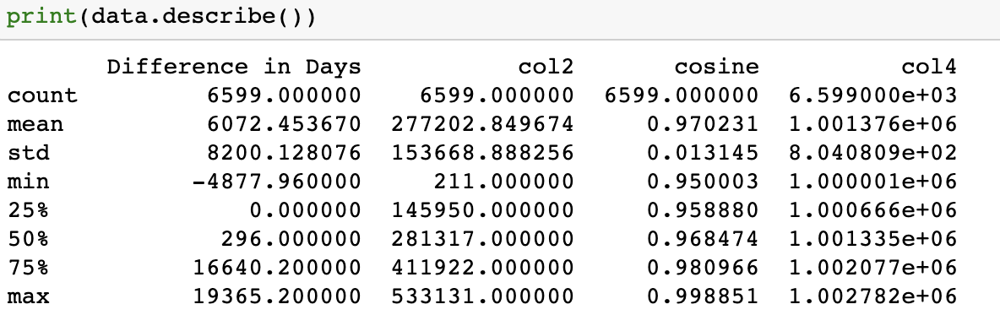 print(data.describe())
Difference in Days col2 cosine col4
count 6599.000000 6599.000000 6599.000000 6.599000e+03
mean 6072.453670 277202.849674 0.970231 1.001376e+06
std 8200.128076 153668.888256 0.013145 8.040809e+02
min -4877.960000 211.000000 0.950003 1.000001e+06
25% 0.000000 145950.000000 0.958880 1.000666e+06
50% 296.000000 281317.000000 0.968474 1.001335e+06
75% 16640.200000 411922.000000 0.980966 1.002077e+06
max 19365.200000 533131.000000 0.998851 1.002782e+06